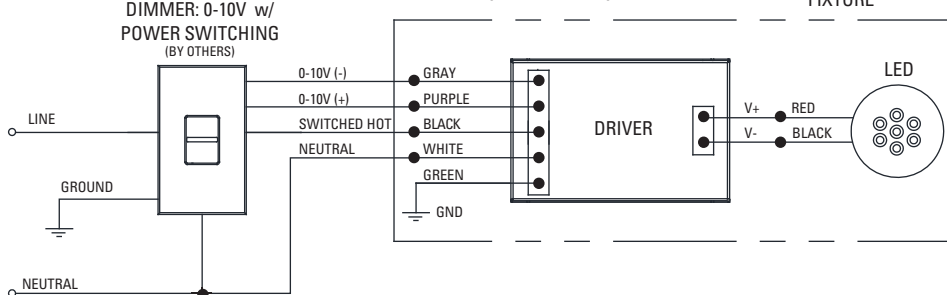 DIMMER: 0-10V w/
POWER SWITCHING
(BY OTHERS)
FIXTURE
LINE
GROUND
NEUTRAL
0-10V (-)
0-10V (+)
SWITCHED HOT
NEUTRAL
GRAY
PURPLE
BLACK
WHITE
GREEN
GND
DRIVER
V+
V-
RED
BLACK
LED